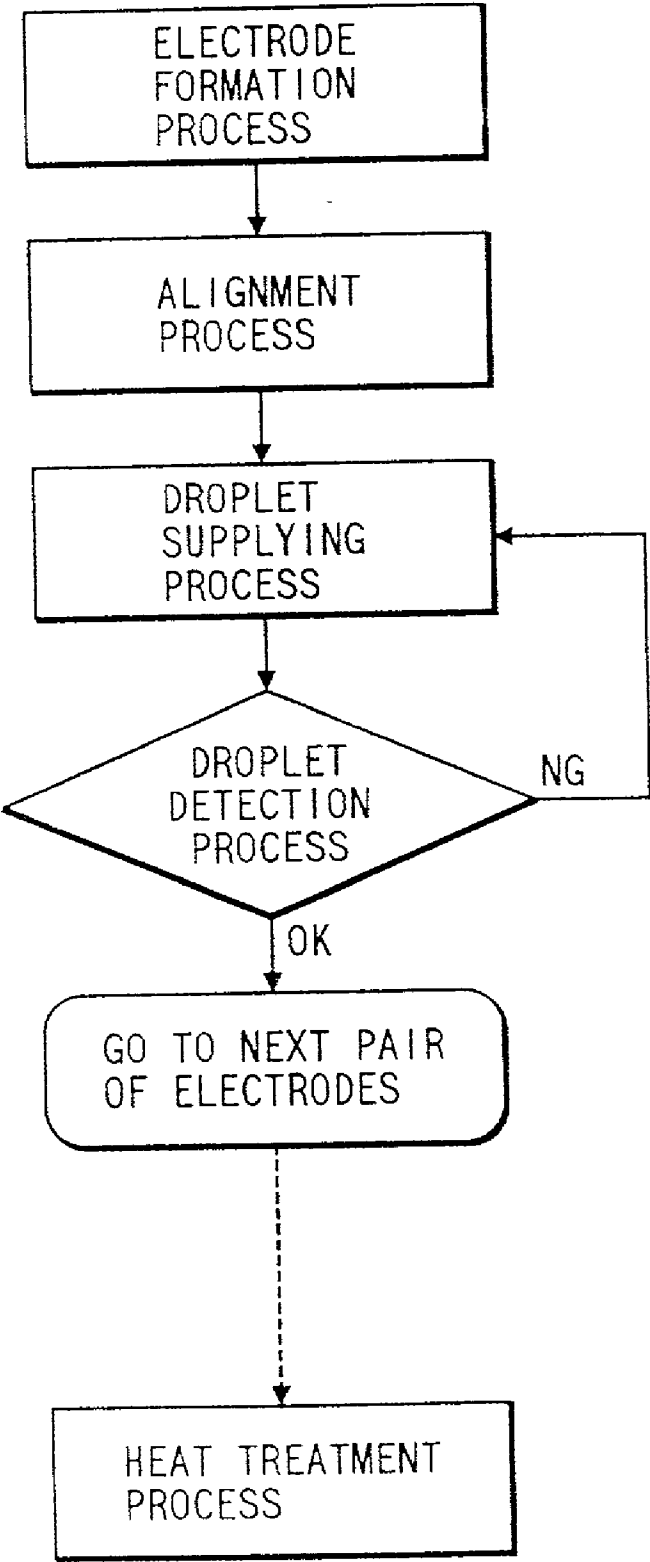 ELECTRODE
FORMATION
PROCESS
ALIGNMENT
PROCESS
DROPLET
SUPPLYING
PROCESS
DROPLET
DETECTION
PROCESS
NG
OK
GO TO NEXT PAIR
OF ELECTRODES
HEAT TREATMENT
PROCESS